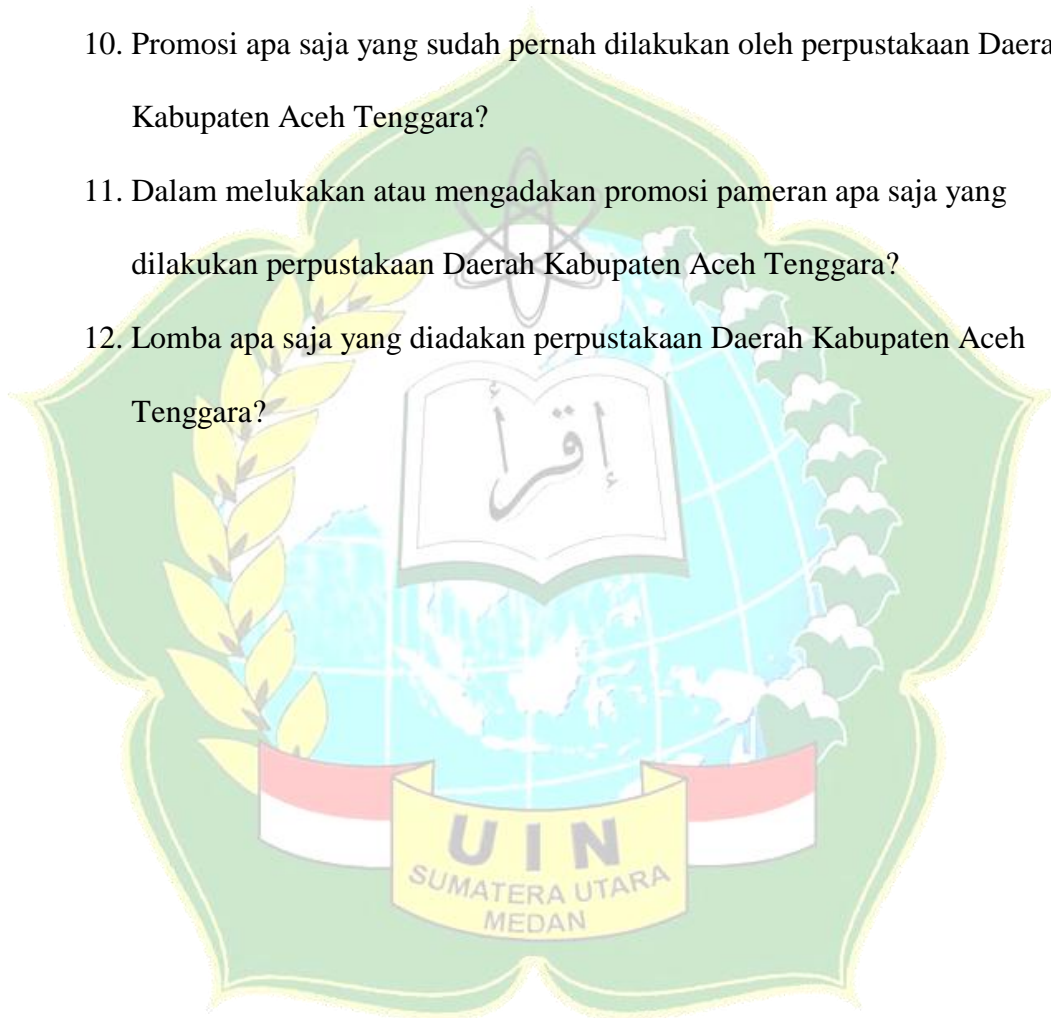 10. Promosi apa saja yang sudah pernah dilakukan oleh perpustakaan Daera
Kabupaten Aceh Tenggara?
11. Dalam melukakan atau mengadakan promosi pameran apa saja yang
dilakukan perpustakaan Daerah Kabupaten Aceh Tenggara?
12. Lomba apa saja yang diadakan perpustakaan Daerah Kabupaten Aceh
Tenggara?
إقرأ
UIN
SUMATERA UTARA
MEDAN